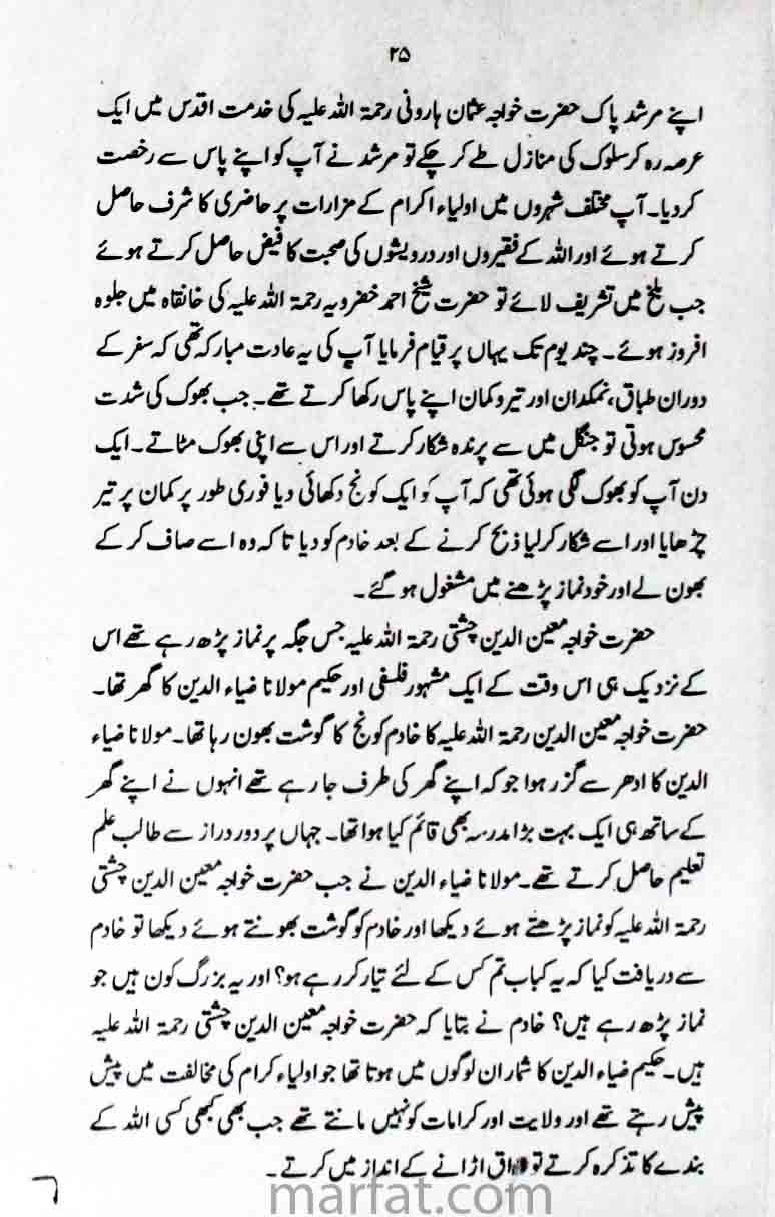 ۲۵
اپنے مرشد پاک حضرت خواجہ عثمان ہارونی رحمۃ اللہ علیہ کی خدمت اقدس میں ایک
عرصہ رہ کر سلوک کی منازل طے کر چکے تو مرشد نے آپ کو اپنے پاس سے رخصت
کر دیا۔ آپ مختلف شہروں میں اولیاء اکرام کے مزارات پر حاضری کا شرف حاصل
کرتے ہوئے اور اللہ کے فقیروں اور درویشوں کی صحبت کا فیض حاصل کرتے ہوئے
جب بلخ میں تشریف لائے تو حضرت شیخ احمد خضرویہ رحمۃ اللہ علیہ کی خانقاہ میں جلوہ
افروز ہوئے۔ چند یوم تک یہاں پر قیام فرمایا آپ کی یہ عادت مبارکہ تھی کہ سفر کے
دوران طباق، نمکدان اور تیر و کمان اپنے پاس رکھا کرتے تھے۔ جب بھوک کی شدت
محسوس ہوتی تو جنگل میں سے پرندہ شکار کرتے اور اس سے اپنی بھوک مٹاتے۔ ایک
دن آپ کو بھوک لگی ہوئی تھی کہ آپ کو ایک کونج دکھائی دیا فوری طور پر کمان پر تیر
چڑھایا اور اسے شکار کر لیا ذبح کرنے کے بعد خادم کو دیا تا کہ وہ اسے صاف کر کے
بھون لے اور خود نماز پڑھنے میں مشغول ہو گئے۔
حضرت خواجہ معین الدین چشتی رحمۃ اللہ علیہ جس جگہ پر نماز پڑھ رہے تھے اس
کے نزدیک ہی اس وقت کے ایک مشہور فلسفی اور حکیم مولانا ضیاء الدین کا گھر تھا۔
حضرت خواجہ معین الدین رحمۃ اللہ علیہ کا خادم کونج کا گوشت بھون رہا تھا۔ مولانا ضیاء
الدین کا ادھر سے گزر ہوا جو کہ اپنے گھر کی طرف جا رہے تھے انہوں نے اپنے گھر
کے ساتھ ہی ایک بہت بڑا مدرسہ بھی قائم کیا ہوا تھا۔ جہاں پر دور دراز سے طالب علم
تعلیم حاصل کرتے تھے۔ مولانا ضیاء الدین نے جب حضرت خواجہ معین الدین چشتی
رحمۃ اللہ علیہ کو نماز پڑھتے ہوئے دیکھا اور خادم کو گوشت بھونتے ہوئے دیکھا تو خادم
سے دریافت کیا کہ یہ کباب تم کس کے لئے تیار کر رہے ہو؟ اور یہ بزرگ کون ہیں جو
نماز پڑھ رہے ہیں؟ خادم نے بتایا کہ حضرت خواجہ معین الدین چشتی رحمۃ اللہ علیہ
ہیں۔ حکیم ضیاء الدین کا شمار ان لوگوں میں ہوتا تھا جو اولیاء کرام کی مخالفت میں پیش
پیش رہتے تھے اور ولایت اور کرامات کو نہیں مانتے تھے جب بھی کبھی کسی اللہ کے
بندے کا تذکرہ کرتے تو اڑانے کے انداز میں کرتے۔
marfat.com